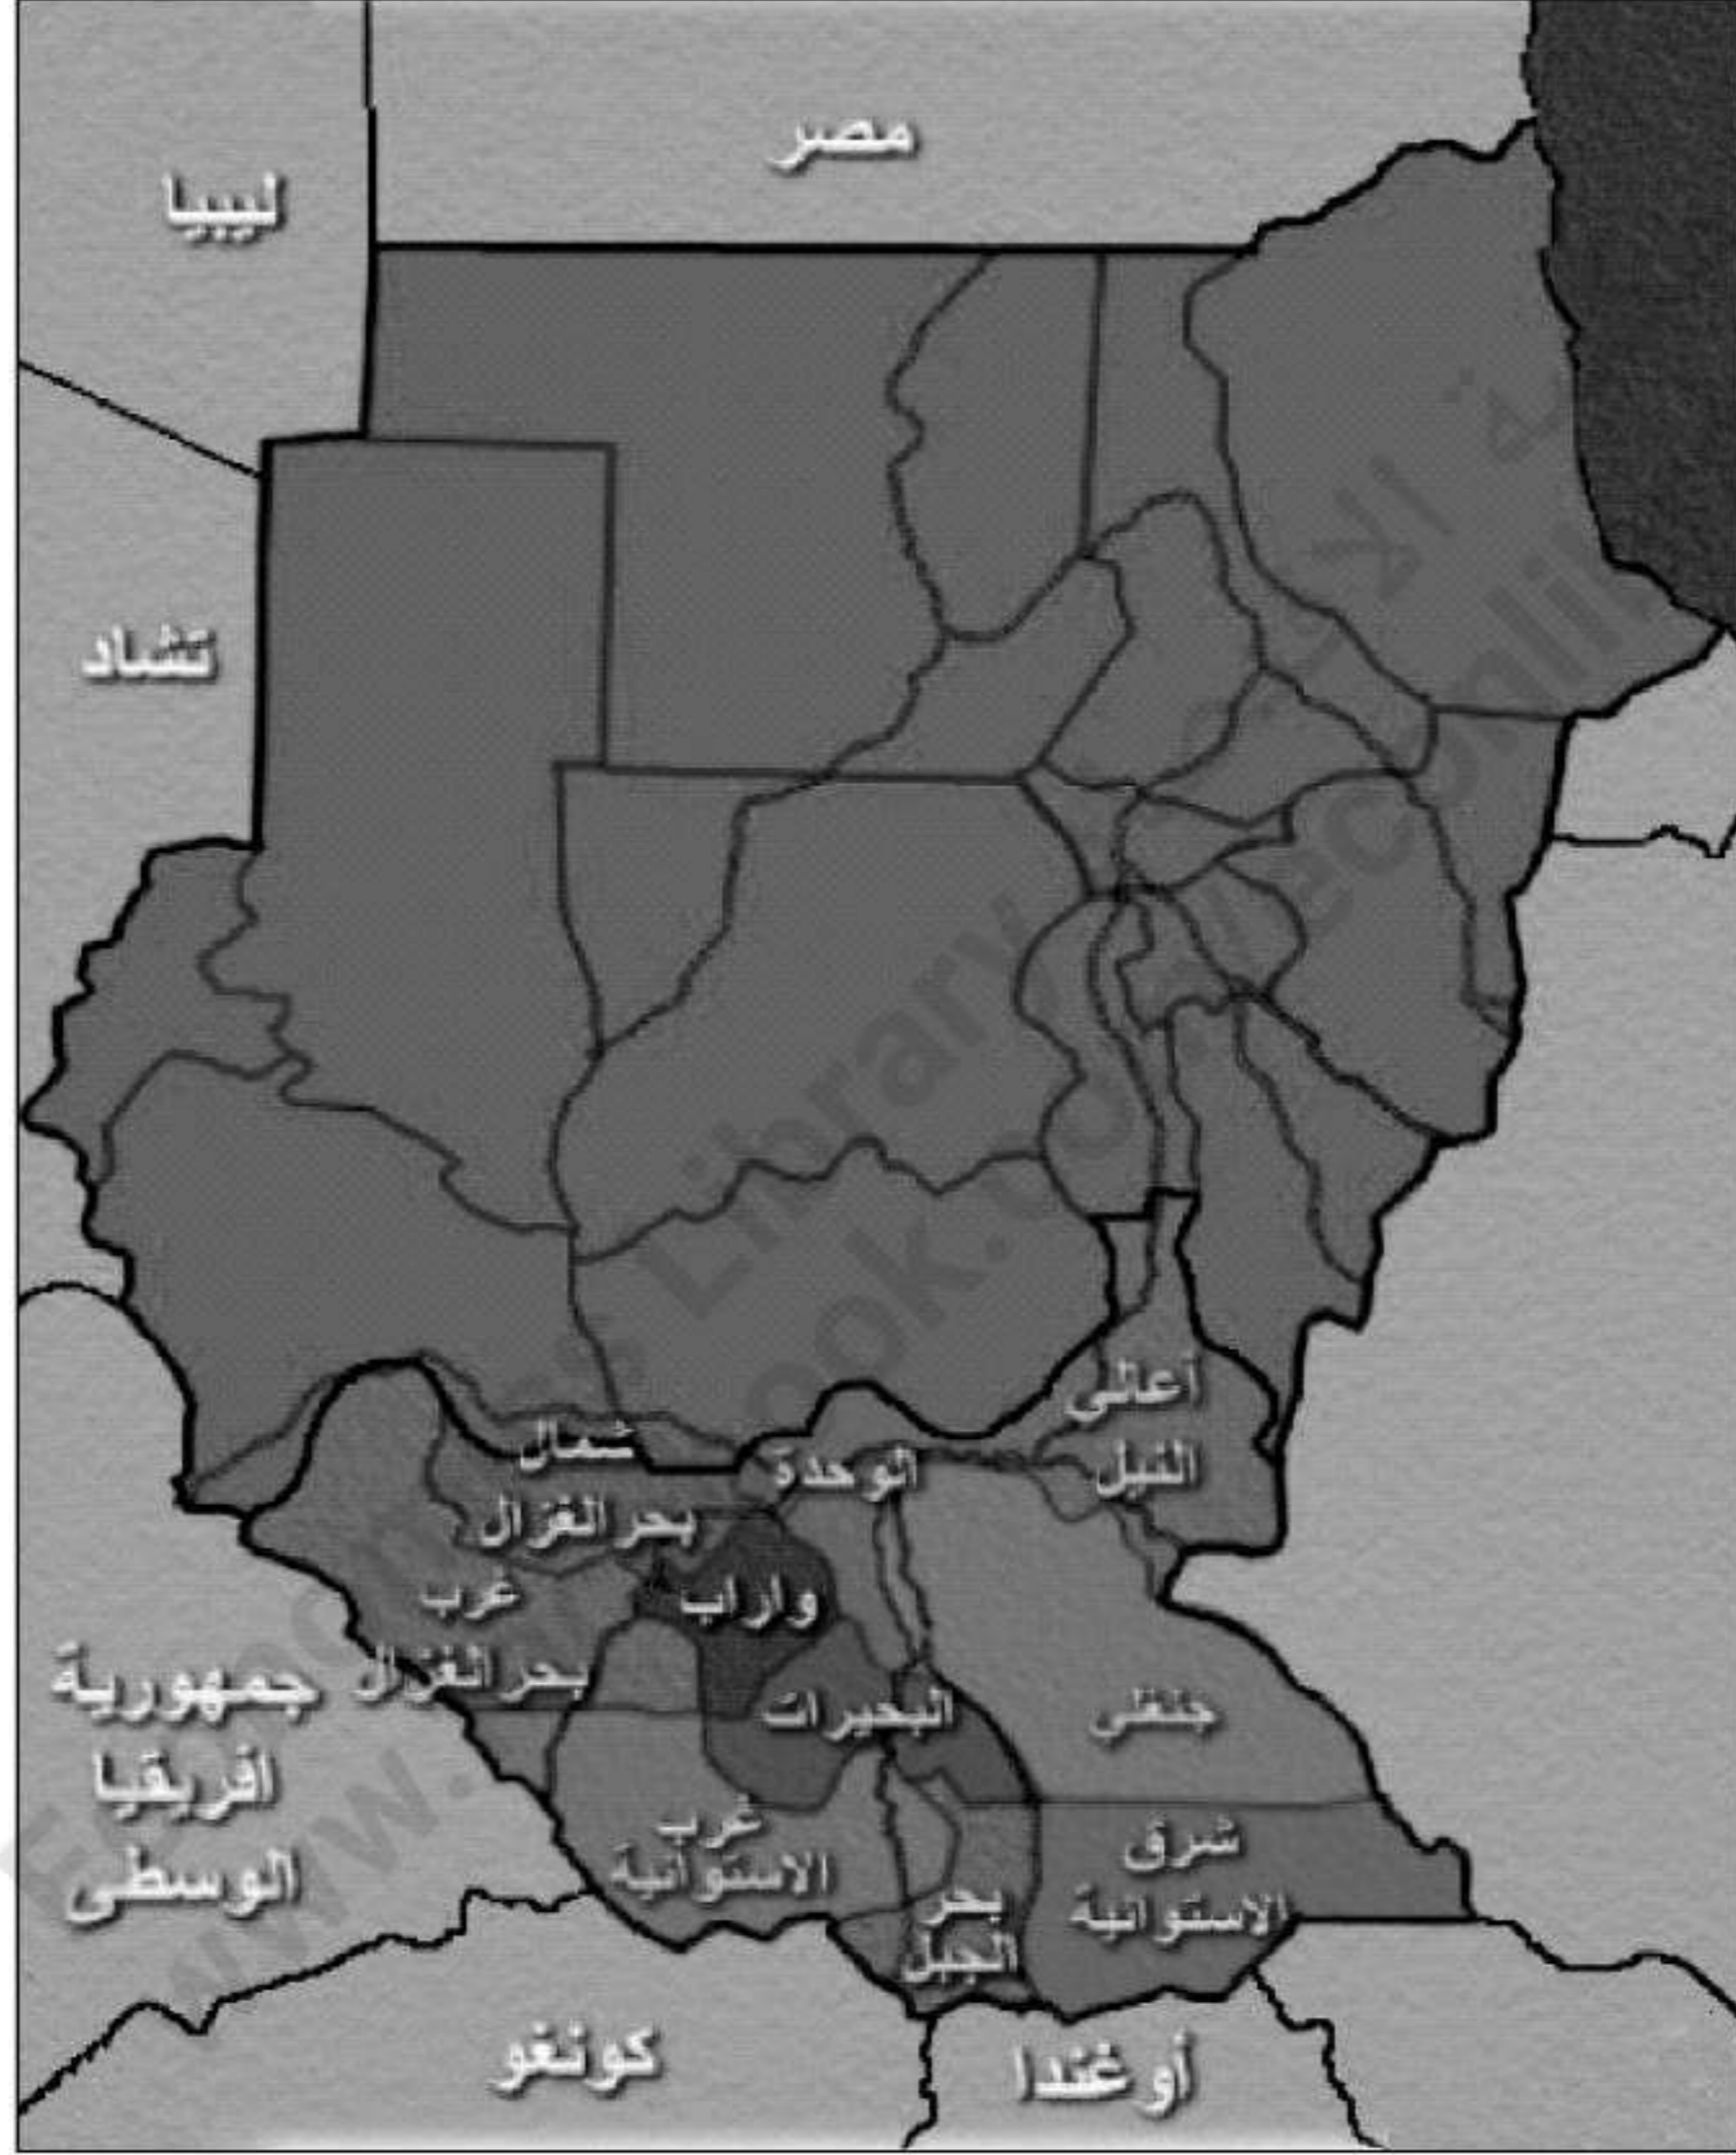 مصر
ليبيا
تشاد
أعالي
النيل
شمال
بحر الغزال
الوحدة
غرب
بحر الغزال
واراب
البحيرات
جنقلي
جمهورية
افريقيا
الوسطى
غرب
الاستوائية
شرق
الاستوائية
بحر
الجبل
كونغو
أوغندا